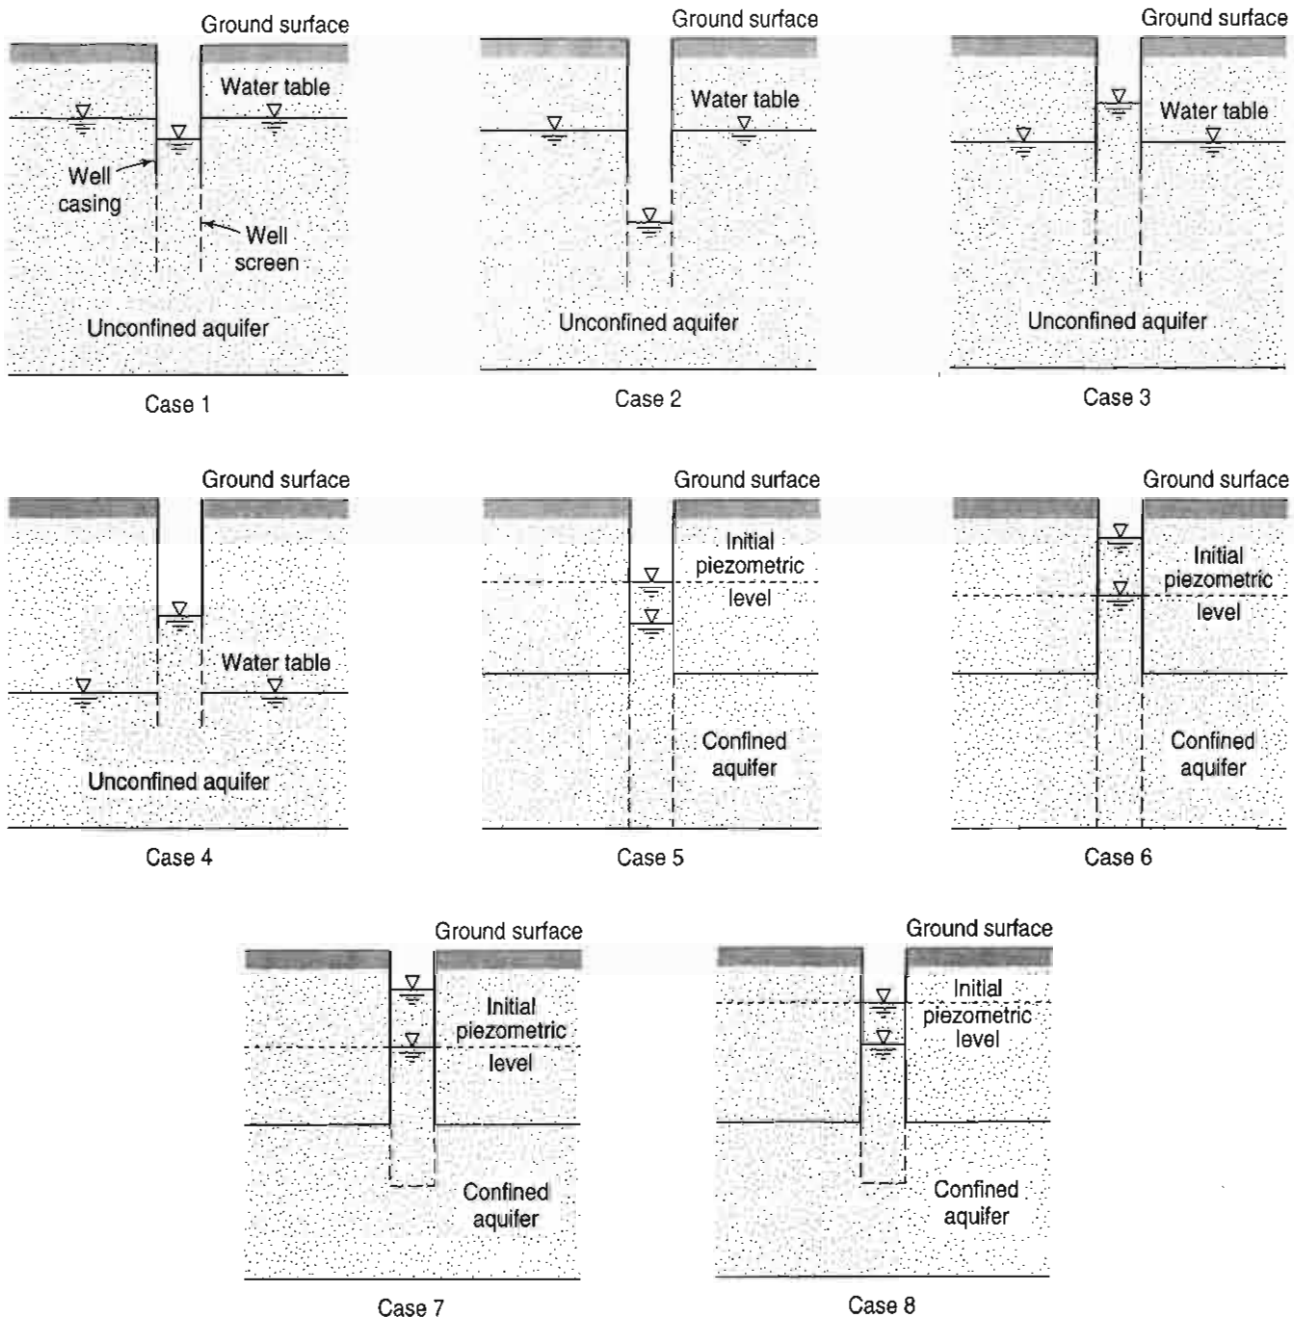 Ground surface
Water table
Well
casing
Well
screen
Unconfined aquifer
Case 1
Ground surface
Water table
Unconfined aquifer
Case 2
Ground surface
Water table
Unconfined aquifer
Case 3
Ground surface
Water table
Unconfined aquifer
Case 4
Ground surface
Initial
piezometric
level
Confined
aquifer
Case 5
Ground surface
Initial
piezometric
level
Confined
aquifer
Case 6
Ground surface
Initial
piezometric
level
Confined
aquifer
Case 7
Ground surface
Initial
piezometric
level
Confined
aquifer
Case 8